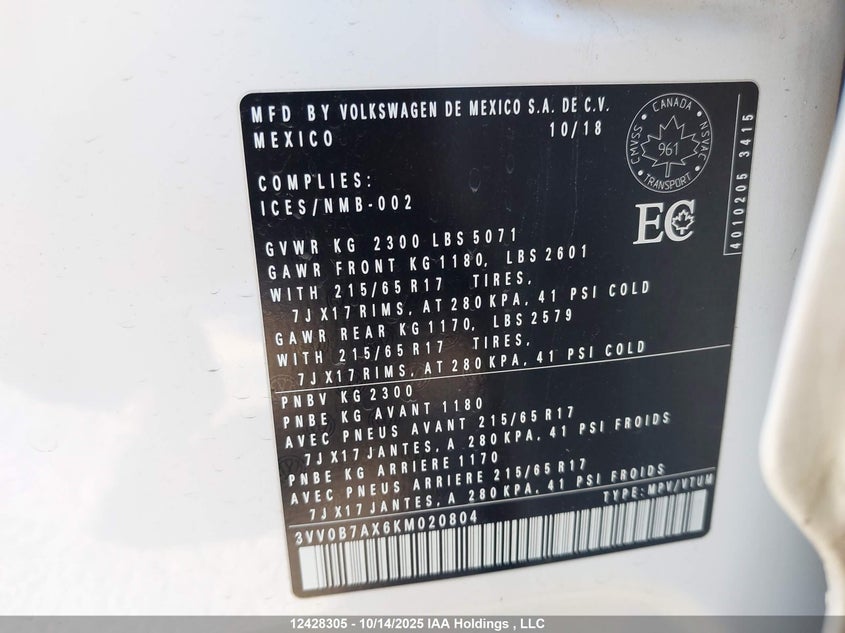 MFD BY VOLKSWAGEN DE MEXICO S.A. DE C.V.
MEXICO 10/18
CANADA
CMVSS
NSVAC
961
TRANSPORT
COMPLIES:
ICES/NMB-002
EC
4010205 3415
GVWR KG 2300 LBS 5071
GAWR FRONT KG 1180, LBS 2601
WITH 215/65 R17 TIRES,
7J X17 RIMS, AT 280 KPA, 41 PSI COLD
GAWR REAR KG 1170, LBS 2579
WITH 215/65 R17 TIRES,
7J X17 RIMS, AT 280 KPA, 41 PSI COLD
PNBV KG 2300
PNBE KG AVANT 1180
AVEC PNEUS AVANT 215/65 R17
7J X17 JANTES, A 280 KPA, 41 PSI FROIDS
PNBE KG ARRIERE 1170
AVEC PNEUS ARRIERE 215/65 R17
7J X17 JANTES, A 280 KPA, 41 PSI FROIDS
TYPE: MPV/VTUM
3VV0B7AX6KM020804
12428305 - 10/14/2025 IAA Holdings , LLC